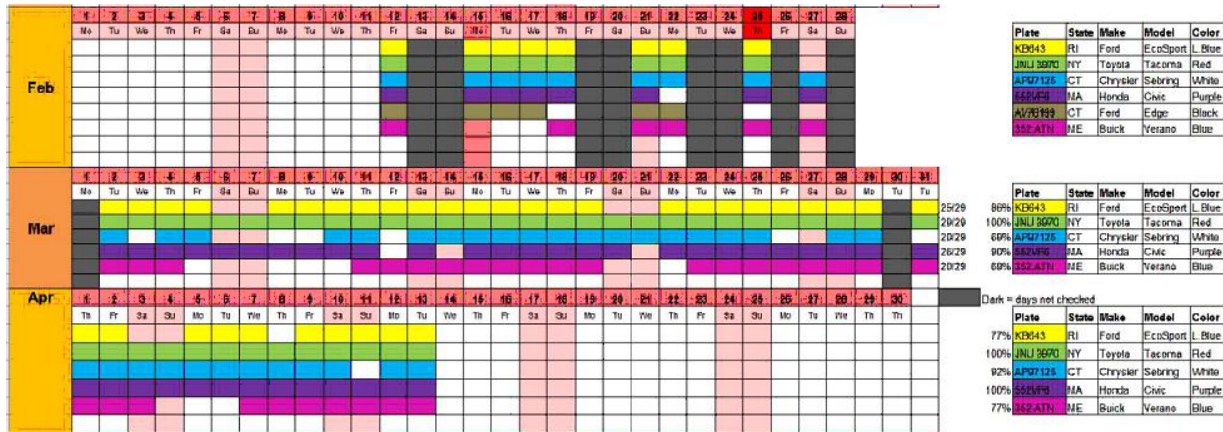 1 2 3 4 5 6 7 8 9 10 11 12 13 14 15 16 17 18 19 20 21 22 23 24 25 26 27 28
Mo Tu We Th Fr Sa Su Mo Tu We Th Fr Sa Su Mo Tu We Th Fr Sa Su Mo Tu We Th Fr Sa Su
Feb
Plate State Make Model Color
KB643 RI Ford EcoSport L.Blue
JNU 3970 NY Toyota Tacoma Red
AP97125 CT Chrysler Sebring White
552VF6 MA Honda Civic Purple
CT Ford Edge Black
352 ATN ME Buick Verano Blue
1 2 3 4 5 6 7 8 9 10 11 12 13 14 15 16 17 18 19 20 21 22 23 24 25 26 27 28 29 30 31
Mo Tu We Th Fr Sa Su Mo Tu We Th Fr Sa Su Mo Tu We Th Fr Sa Su Mo Tu We Th Fr Sa Su Mo Tu
Mar
Plate State Make Model Color
25/29 86% KB643 RI Ford EcoSport L.Blue
29/29 100% JNU 3970 NY Toyota Tacoma Red
20/29 69% AP97125 CT Chrysler Sebring White
26/29 90% 552VF6 MA Honda Civic Purple
20/29 69% 352 ATN ME Buick Verano Blue
Apr
1 2 3 4 5 6 7 8 9 10 11 12 13 14 15 16 17 18 19 20 21 22 23 24 25 26 27 28 29 30
Th Fr Sa Su Mo Tu We Th Fr Sa Su Mo Tu We Th Fr Sa Su Mo Tu We Th Fr Sa Su Mo Tu We Th
Dark = days not checked
Plate State Make Model Color
77% KB643 RI Ford EcoSport L.Blue
100% JNU 3970 NY Toyota Tacoma Red
92% AP97125 CT Chrysler Sebring White
100% 552VF6 MA Honda Civic Purple
77% 352 ATN ME Buick Verano Blue